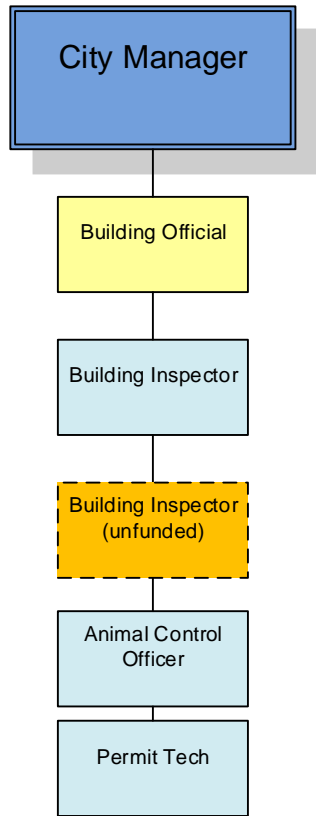 City Manager
Building Official
Building Inspector
Building Inspector
(unfunded)
Animal Control
Officer
Permit Tech